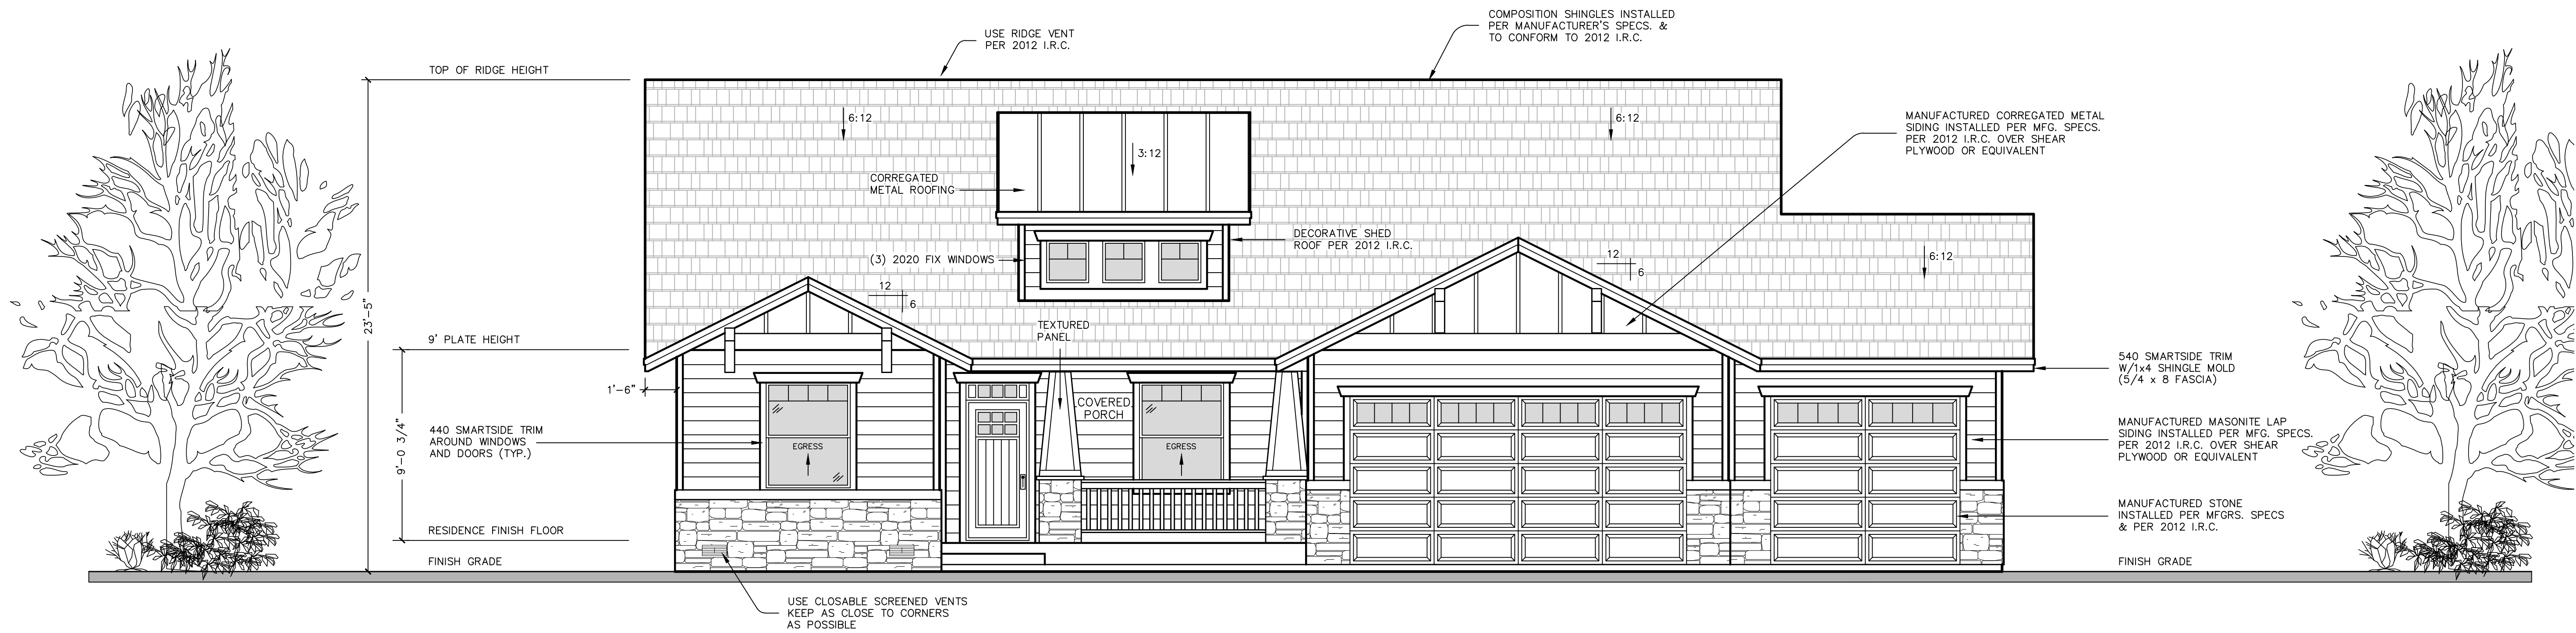 USE RIDGE VENT
PER 2012 I.R.C.
COMPOSITION SHINGLES INSTALLED
PER MANUFACTURER'S SPECS. &
TO CONFORM TO 2012 I.R.C.
TOP OF RIDGE HEIGHT
6:12
6:12
MANUFACTURED CORREGATED METAL
SIDING INSTALLED PER MFG. SPECS.
PER 2012 I.R.C. OVER SHEAR
PLYWOOD OR EQUIVALENT
3:12
CORREGATED
METAL ROOFING
DECORATIVE SHED
ROOF PER 2012 I.R.C.
(3) 2020 FIX WINDOWS
12
6
6:12
12
6
23'-5"
TEXTURED
PANEL
9' PLATE HEIGHT
1'-6"
540 SMARTSIDE TRIM
W/1x4 SHINGLE MOLD
(5/4 x 8 FASCIA)
COVERED
PORCH
9'-0 3/4"
440 SMARTSIDE TRIM
AROUND WINDOWS
AND DOORS (TYP.)
EGRESS
EGRESS
MANUFACTURED MASONITE LAP
SIDING INSTALLED PER MFG. SPECS.
PER 2012 I.R.C. OVER SHEAR
PLYWOOD OR EQUIVALENT
MANUFACTURED STONE
INSTALLED PER MFGRS. SPECS
& PER 2012 I.R.C.
RESIDENCE FINISH FLOOR
FINISH GRADE
FINISH GRADE
USE CLOSABLE SCREENED VENTS
KEEP AS CLOSE TO CORNERS
AS POSSIBLE